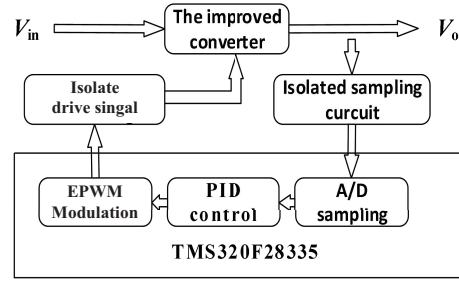 V_in
The improved
converter
V_o
Isolate
drive singal
Isolated sampling
curcuit
EPWM
Modulation
PID
control
A/D
sampling
TMS320F28335